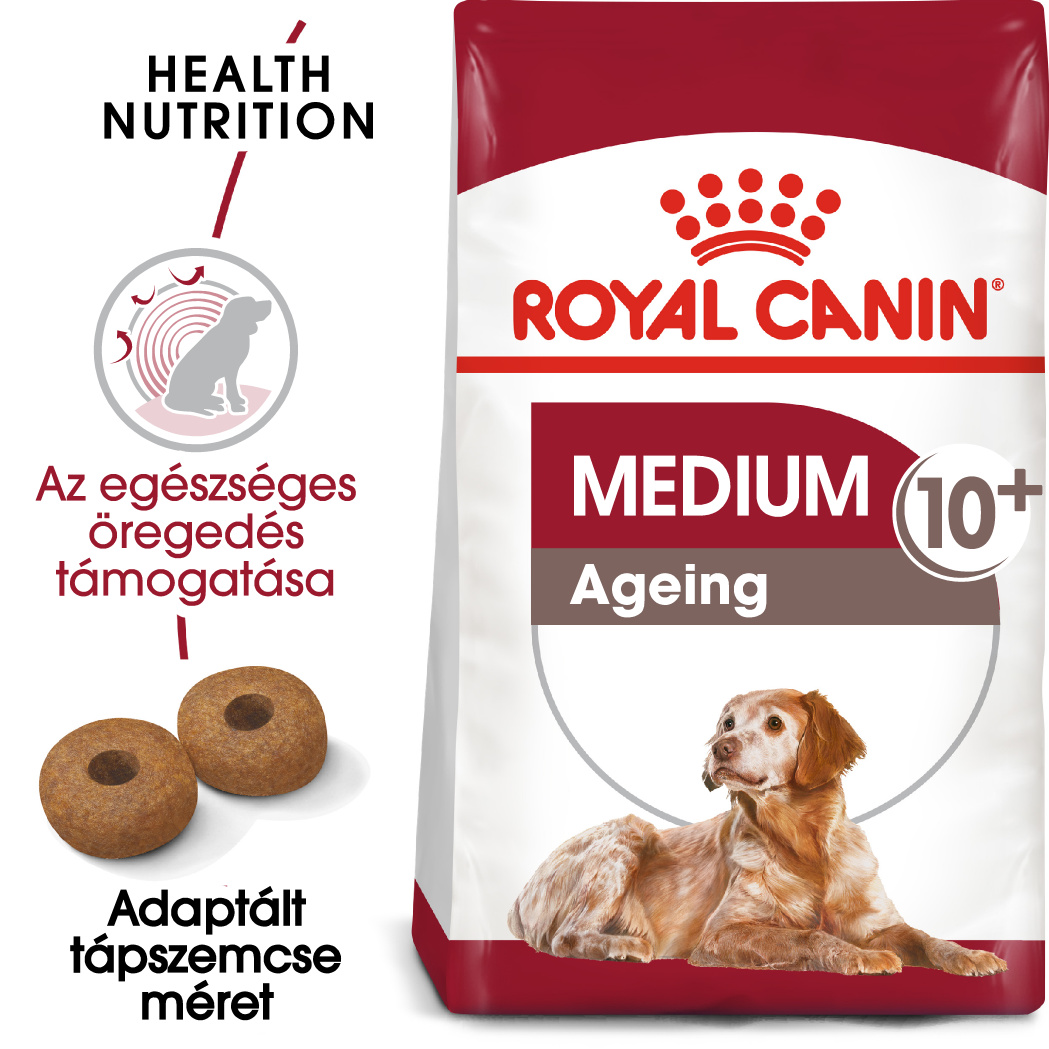 HEALTH
NUTRITION
Az egészséges
öregedés
támogatása
Adaptált
tápszemcse
méret
ROYAL CANIN®
MEDIUM
10+
Ageing